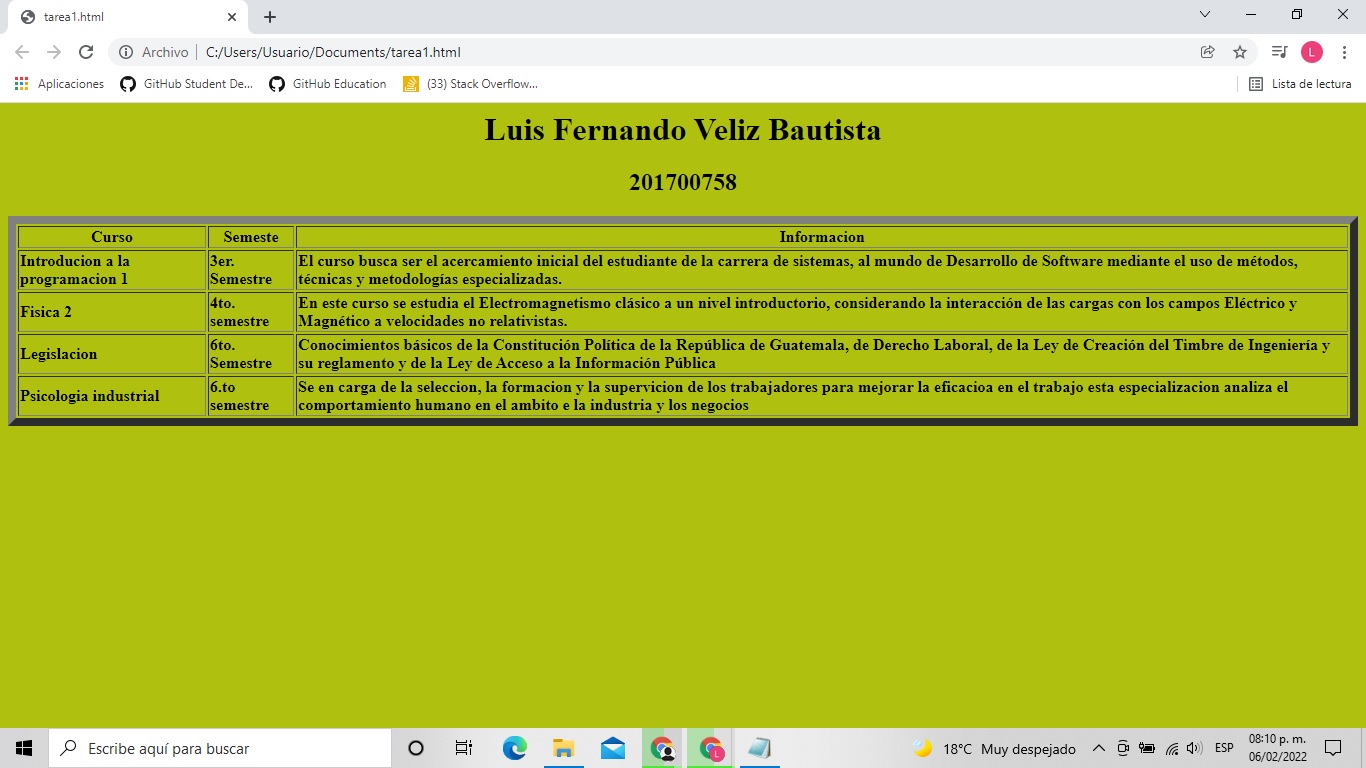 tarea1.html
Archivo
C:/Users/Usuario/Documents/tarea1.html
L
Aplicaciones
GitHub Student De...
GitHub Education
(33) Stack Overflow...
Lista de lectura
Luis Fernando Veliz Bautista
201700758
Curso
Semeste
Informacion
Introducion a la
programacion 1
3er.
Semestre
El curso busca ser el acercamiento inicial del estudiante de la carrera de sistemas, al mundo de Desarrollo de Software mediante el uso de métodos,
técnicas y metodologías especializadas.
Fisica 2
4to.
semestre
En este curso se estudia el Electromagnetismo clásico a un nivel introductorio, considerando la interacción de las cargas con los campos Eléctrico y
Magnético a velocidades no relativistas.
Legislacion
6to.
Semestre
Conocimientos básicos de la Constitución Política de la República de Guatemala, de Derecho Laboral, de la Ley de Creación del Timbre de Ingeniería y
su reglamento y de la Ley de Acceso a la Información Pública
Psicologia industrial
6.to
semestre
Se en carga de la seleccion, la formacion y la supervicion de los trabajadores para mejorar la eficacioa en el trabajo esta especializacion analiza el
comportamiento humano en el ambito e la industria y los negocios
Escribe aquí para buscar
L
18°C Muy despejado
ESP
08:10 p. m.
06/02/2022